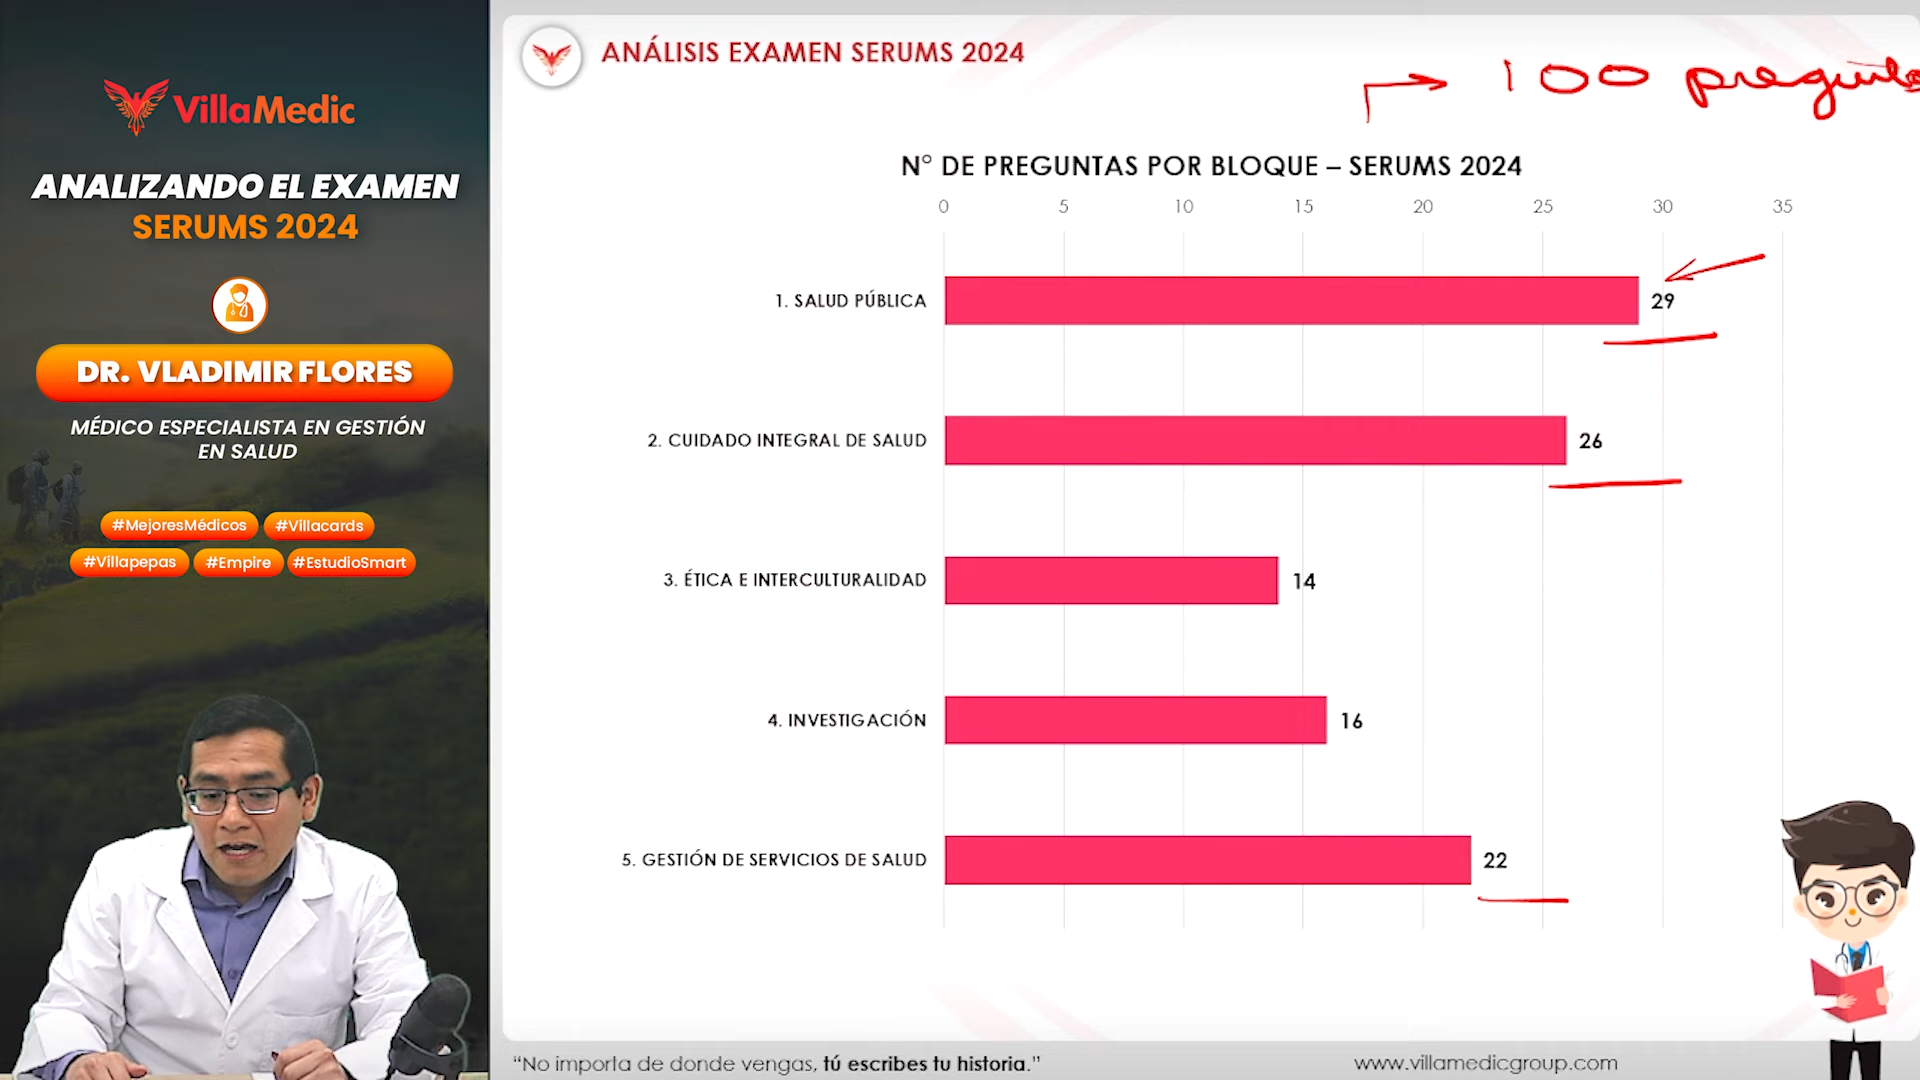 VillaMedic
ANALIZANDO EL EXAMEN
SERUMS 2024
DR. VLADIMIR FLORES
MÉDICO ESPECIALISTA EN GESTIÓN
EN SALUD
#MejoresMédicos #Villacards
#Villapepas #Empire #EstudioSmart
ANÁLISIS EXAMEN SERUMS 2024
100 preguntas
N° DE PREGUNTAS POR BLOQUE – SERUMS 2024
0 5 10 15 20 25 30 35
1. SALUD PÚBLICA 29
2. CUIDADO INTEGRAL DE SALUD 26
3. ÉTICA E INTERCULTURALIDAD 14
4. INVESTIGACIÓN 16
5. GESTIÓN DE SERVICIOS DE SALUD 22
“No importa de donde vengas, tú escribes tu historia.”
www.villamedicgroup.com